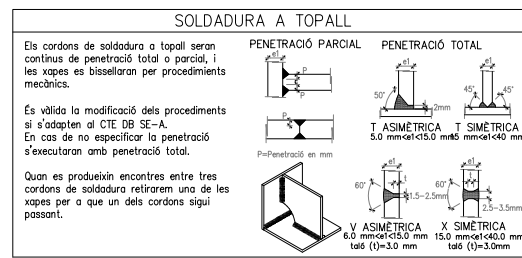 SOLDADURA A TOPALL
Els cordons de soldadura a topall seran
continus de penetració total o parcial, i
les xapes es bissellaran per procediments
mecànics.
És vàlida la modificació dels procediments
si s'adapten al CTE DB SE-A.
En cas de no especificar la penetració
s'executaran amb penetració total.
Quan es produeixin encontres entre tres
cordons de soldadura retirarem una de les
xapes per a que un dels cordons sigui
passant.
PENETRACIÓ PARCIAL
e1
P
P
P=Penetració en mm
PENETRACIÓ TOTAL
e1
50°
2mm
T ASIMÈTRICA
5.0 mm<e1<15.0 mm
e1
45°
45°
T SIMÈTRICA
15 mm<e1<40 mm
e1
60°
t
1.5-2.5mm
V ASIMÈTRICA
6.0 mm<e1<15.0 mm
taló (t)=3.0 mm
e1
60°
t
2.5-3.5mm
X SIMÈTRICA
15.0 mm<e1<40.0 mm
taló (t)=3.0mm